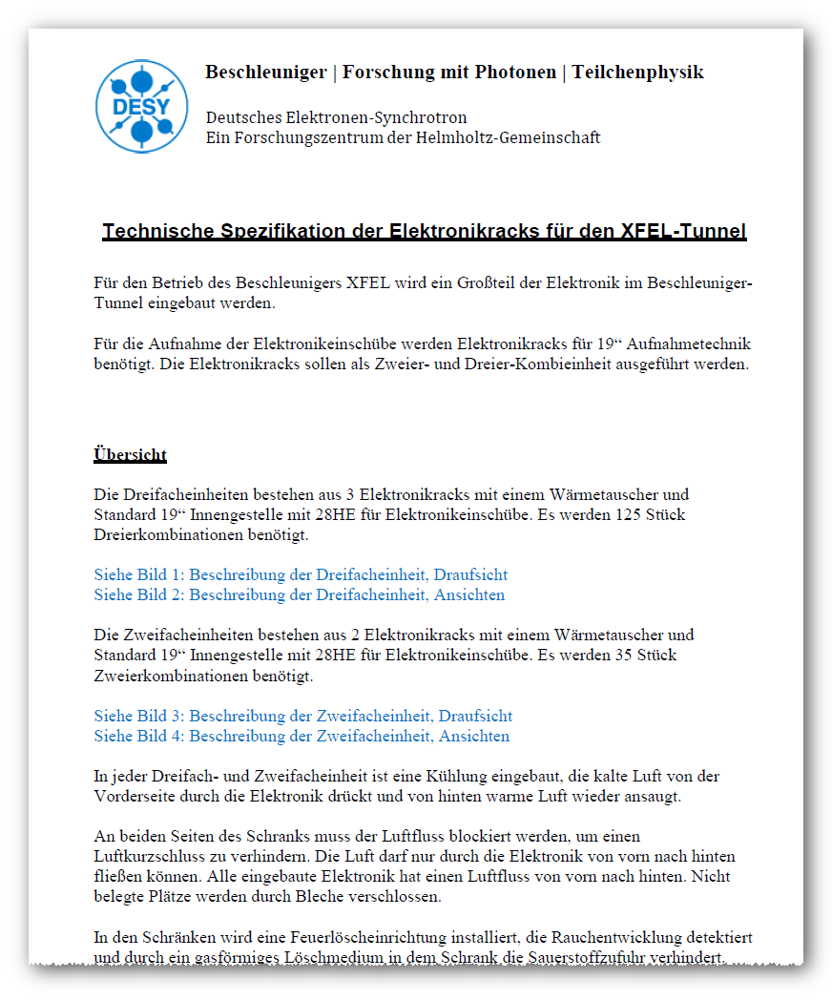 DESY
Beschleuniger | Forschung mit Photonen | Teilchenphysik
Deutsches Elektronen-Synchrotron
Ein Forschungszentrum der Helmholtz-Gemeinschaft
Technische Spezifikation der Elektronikracks für den XFEL-Tunnel
Für den Betrieb des Beschleunigers XFEL wird ein Großteil der Elektronik im Beschleuniger-
Tunnel eingebaut werden.
Für die Aufnahme der Elektronikeinschübe werden Elektronikracks für 19“ Aufnahmetechnik
benötigt. Die Elektronikracks sollen als Zweier- und Dreier-Kombieinheit ausgeführt werden.
Übersicht
Die Dreifacheinheiten bestehen aus 3 Elektronikracks mit einem Wärmetauscher und
Standard 19“ Innengestelle mit 28HE für Elektronikeinschübe. Es werden 125 Stück
Dreierkombinationen benötigt.
Siehe Bild 1: Beschreibung der Dreifacheinheit, Draufsicht
Siehe Bild 2: Beschreibung der Dreifacheinheit, Ansichten
Die Zweifacheinheiten bestehen aus 2 Elektronikracks mit einem Wärmetauscher und
Standard 19“ Innengestelle mit 28HE für Elektronikeinschübe. Es werden 35 Stück
Zweierkombinationen benötigt.
Siehe Bild 3: Beschreibung der Zweifacheinheit, Draufsicht
Siehe Bild 4: Beschreibung der Zweifacheinheit, Ansichten
In jeder Dreifach- und Zweifacheinheit ist eine Kühlung eingebaut, die kalte Luft von der
Vorderseite durch die Elektronik drückt und von hinten warme Luft wieder ansaugt.
An beiden Seiten des Schranks muss der Luftfluss blockiert werden, um einen
Luftkurzschluss zu verhindern. Die Luft darf nur durch die Elektronik von vorn nach hinten
fließen können. Alle eingebaute Elektronik hat einen Luftfluss von vorn nach hinten. Nicht
belegte Plätze werden durch Bleche verschlossen.
In den Schränken wird eine Feuerlöscheinrichtung installiert, die Rauchentwicklung detektiert
und durch ein gasförmiges Löschmedium in dem Schrank die Sauerstoffzufuhr verhindert.